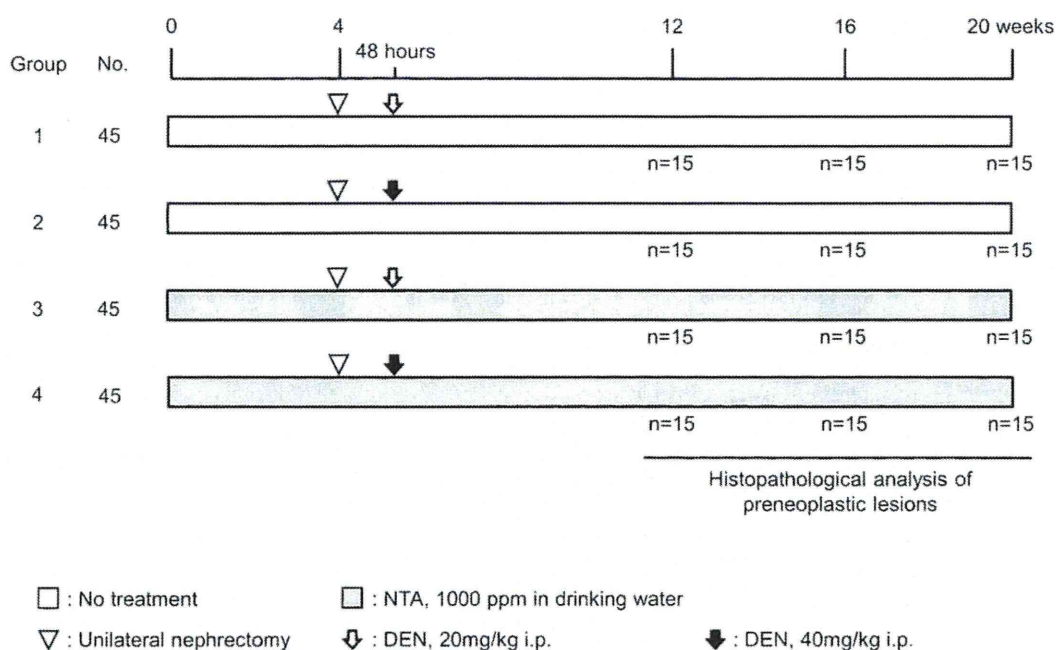 0 4 12 16 20 weeks
48 hours
Group No.
1 45
n=15 n=15 n=15
2 45
n=15 n=15 n=15
3 45
n=15 n=15 n=15
4 45
n=15 n=15 n=15
Histopathological analysis of
preneoplastic lesions
: No treatment : NTA, 1000 ppm in drinking water
: Unilateral nephrectomy : DEN, 20mg/kg i.p. : DEN, 40mg/kg i.p.